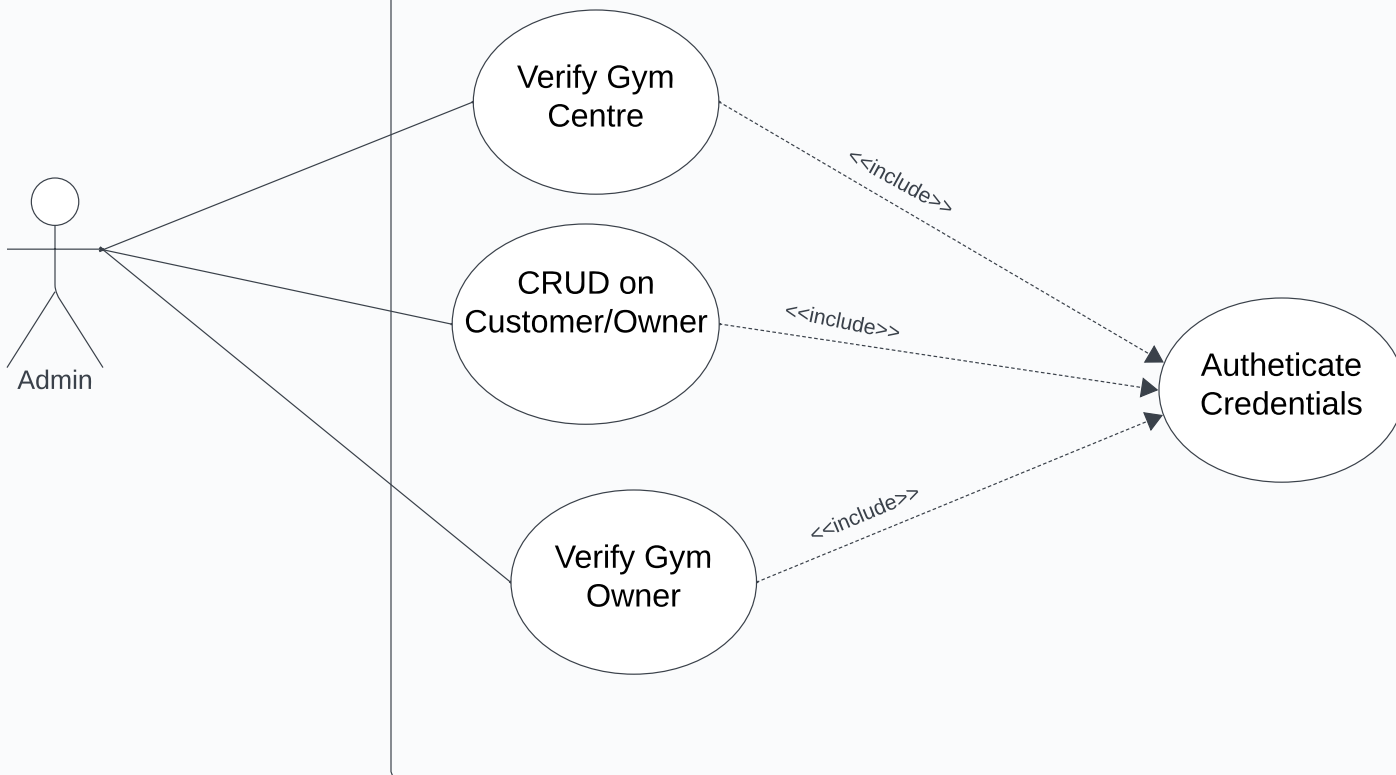 Verify Gym
Centre
<<include>>
Admin
CRUD on
Customer/Owner
<<include>>
Autheticate
Credentials
<<include>>
Verify Gym
Owner